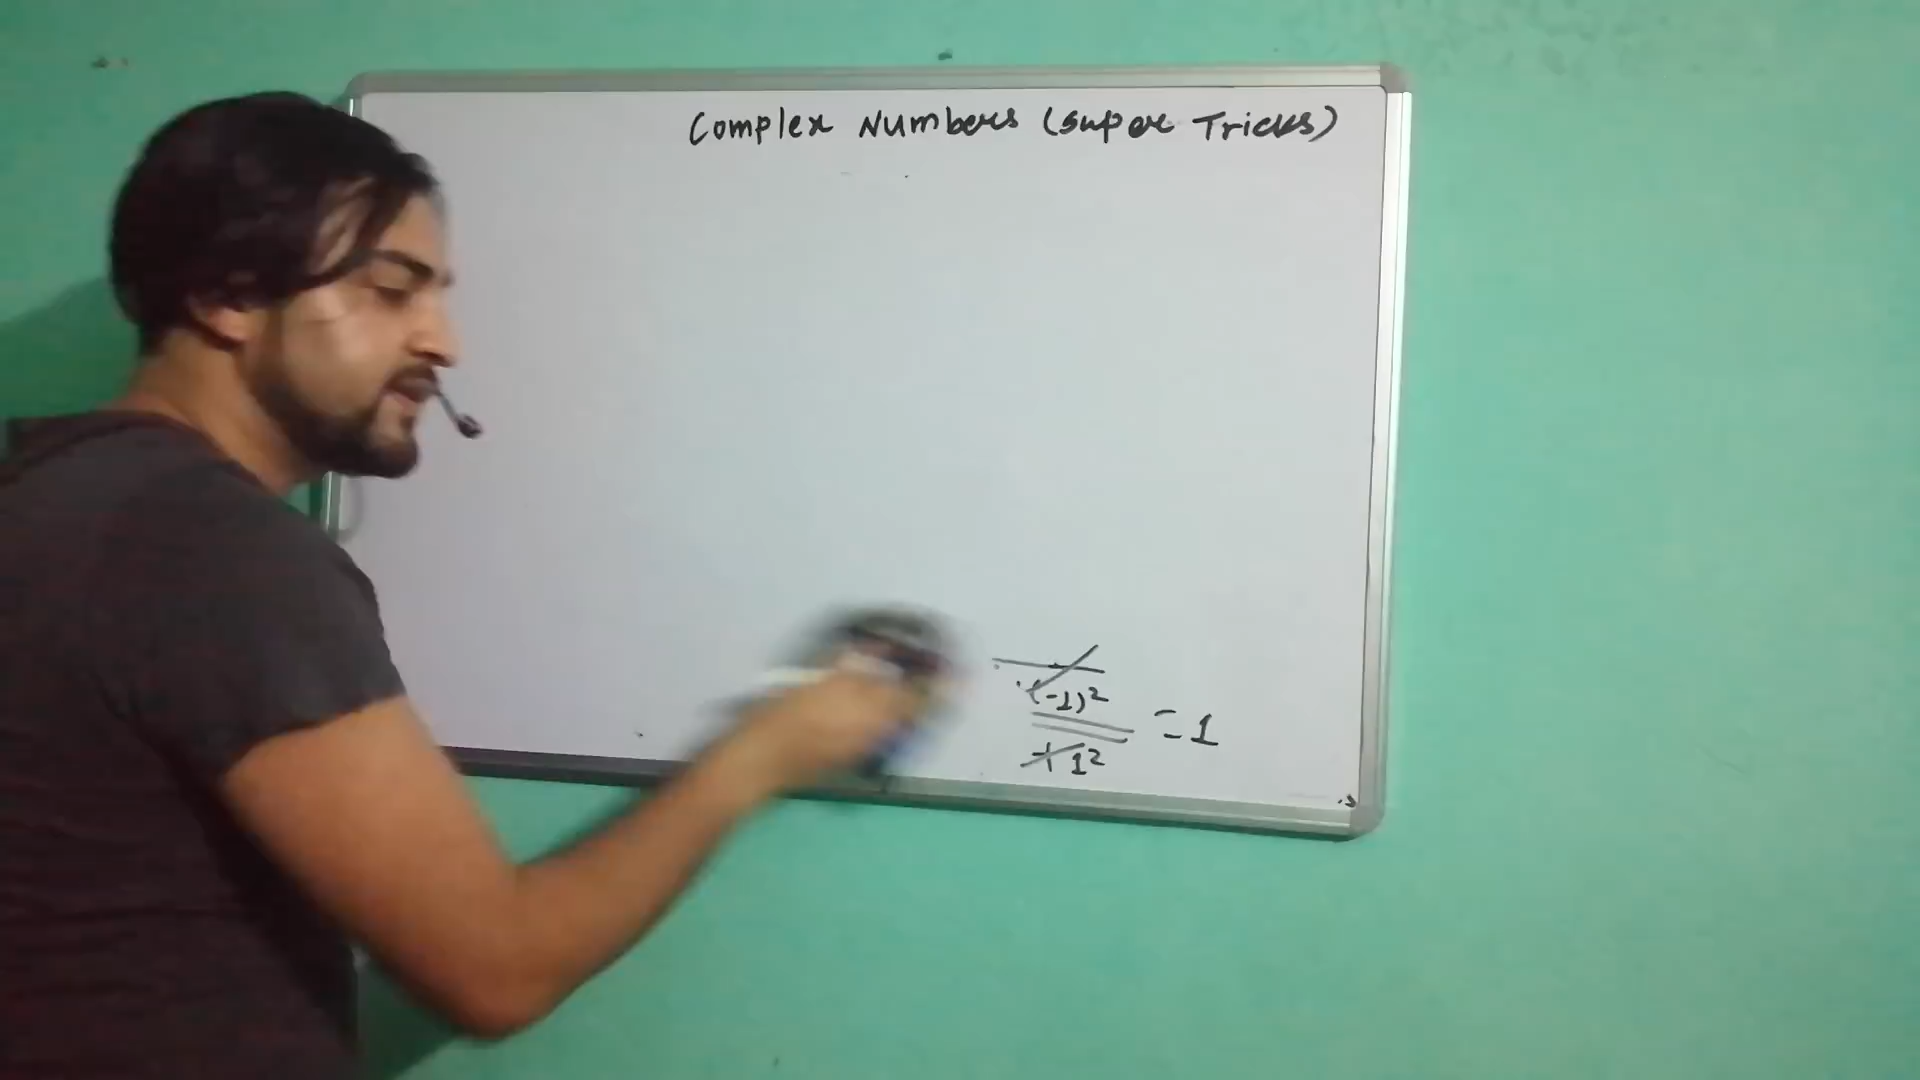 Complex Numbers (Super Tricks)
(-1)²
= 1
+ 1²